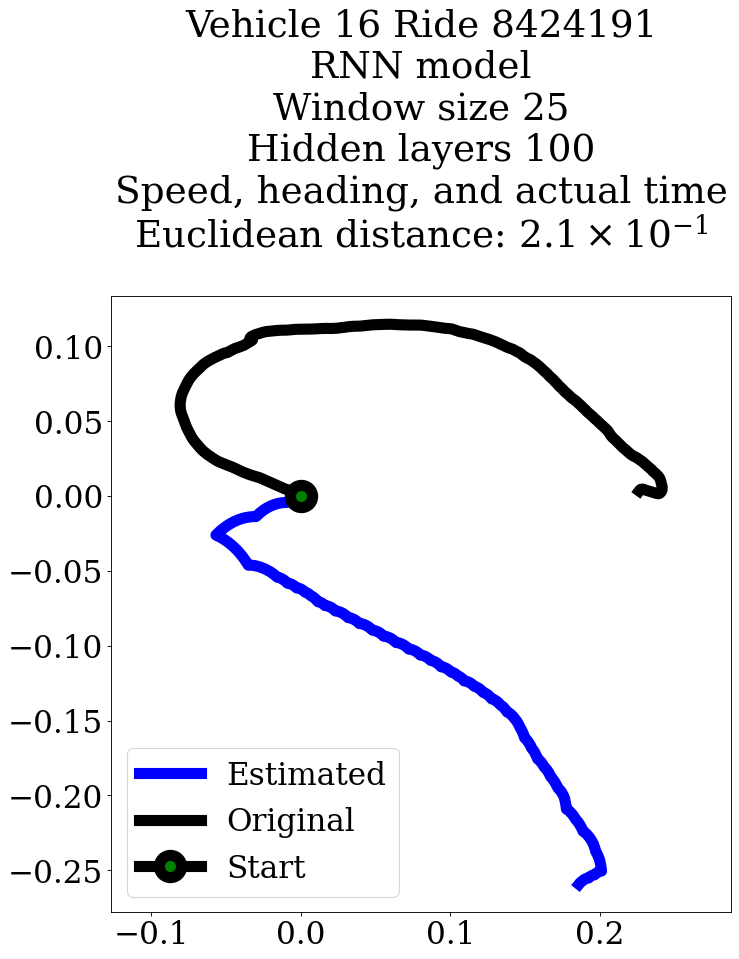 Vehicle 16 Ride 8424191
RNN model
Window size 25
Hidden layers 100
Speed, heading, and actual time
Euclidean distance: 2.1 × 10⁻¹
0.10
0.05
0.00
−0.05
−0.10
−0.15
−0.20
−0.25
Estimated
Original
Start
−0.1
0.0
0.1
0.2